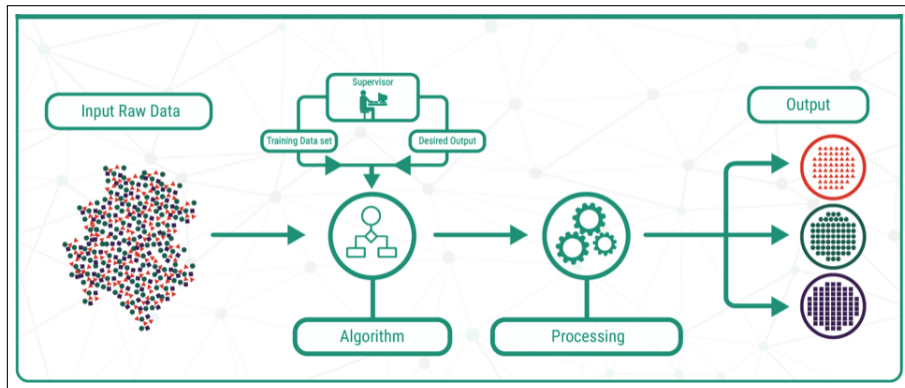 Input Raw Data
Supervisor
Training Data set
Desired Output
Algorithm
Processing
Output